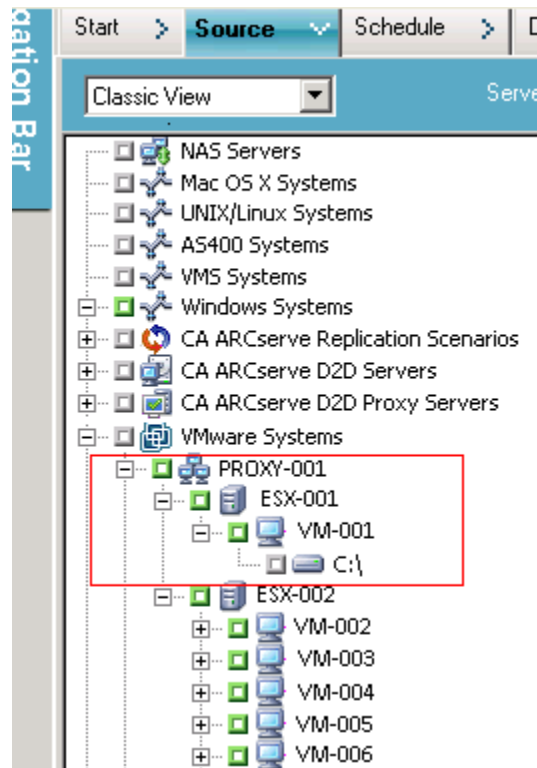 gation Bar
Start
Source
Schedule
Classic View
NAS Servers
Mac OS X Systems
UNIX/Linux Systems
AS400 Systems
VMS Systems
Windows Systems
CA ARCserve Replication Scenarios
CA ARCserve D2D Servers
CA ARCserve D2D Proxy Servers
VMware Systems
PROXY-001
ESX-001
VM-001
C:\
ESX-002
VM-002
VM-003
VM-004
VM-005
VM-006